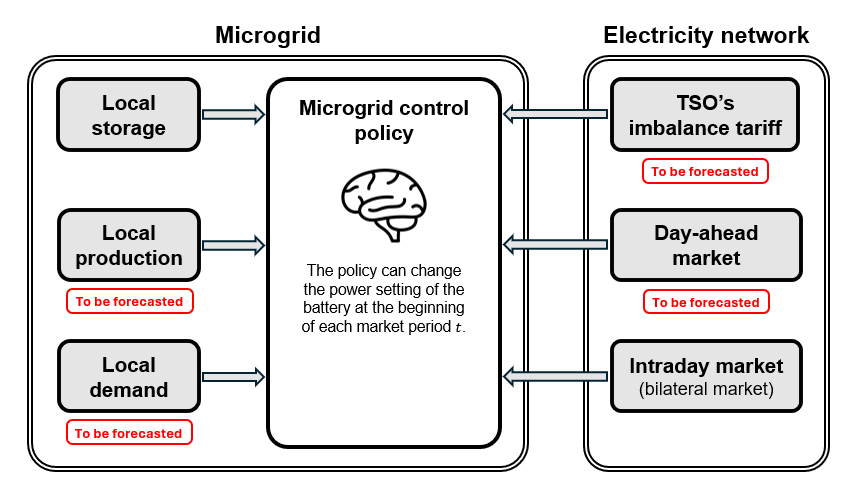 Microgrid
Local
storage
Local
production
To be forecasted
Local
demand
To be forecasted
Microgrid control
policy
The policy can change
the power setting of the
battery at the beginning
of each market period t.
Electricity network
TSO's
imbalance tariff
To be forecasted
Day-ahead
market
To be forecasted
Intraday market
(bilateral market)